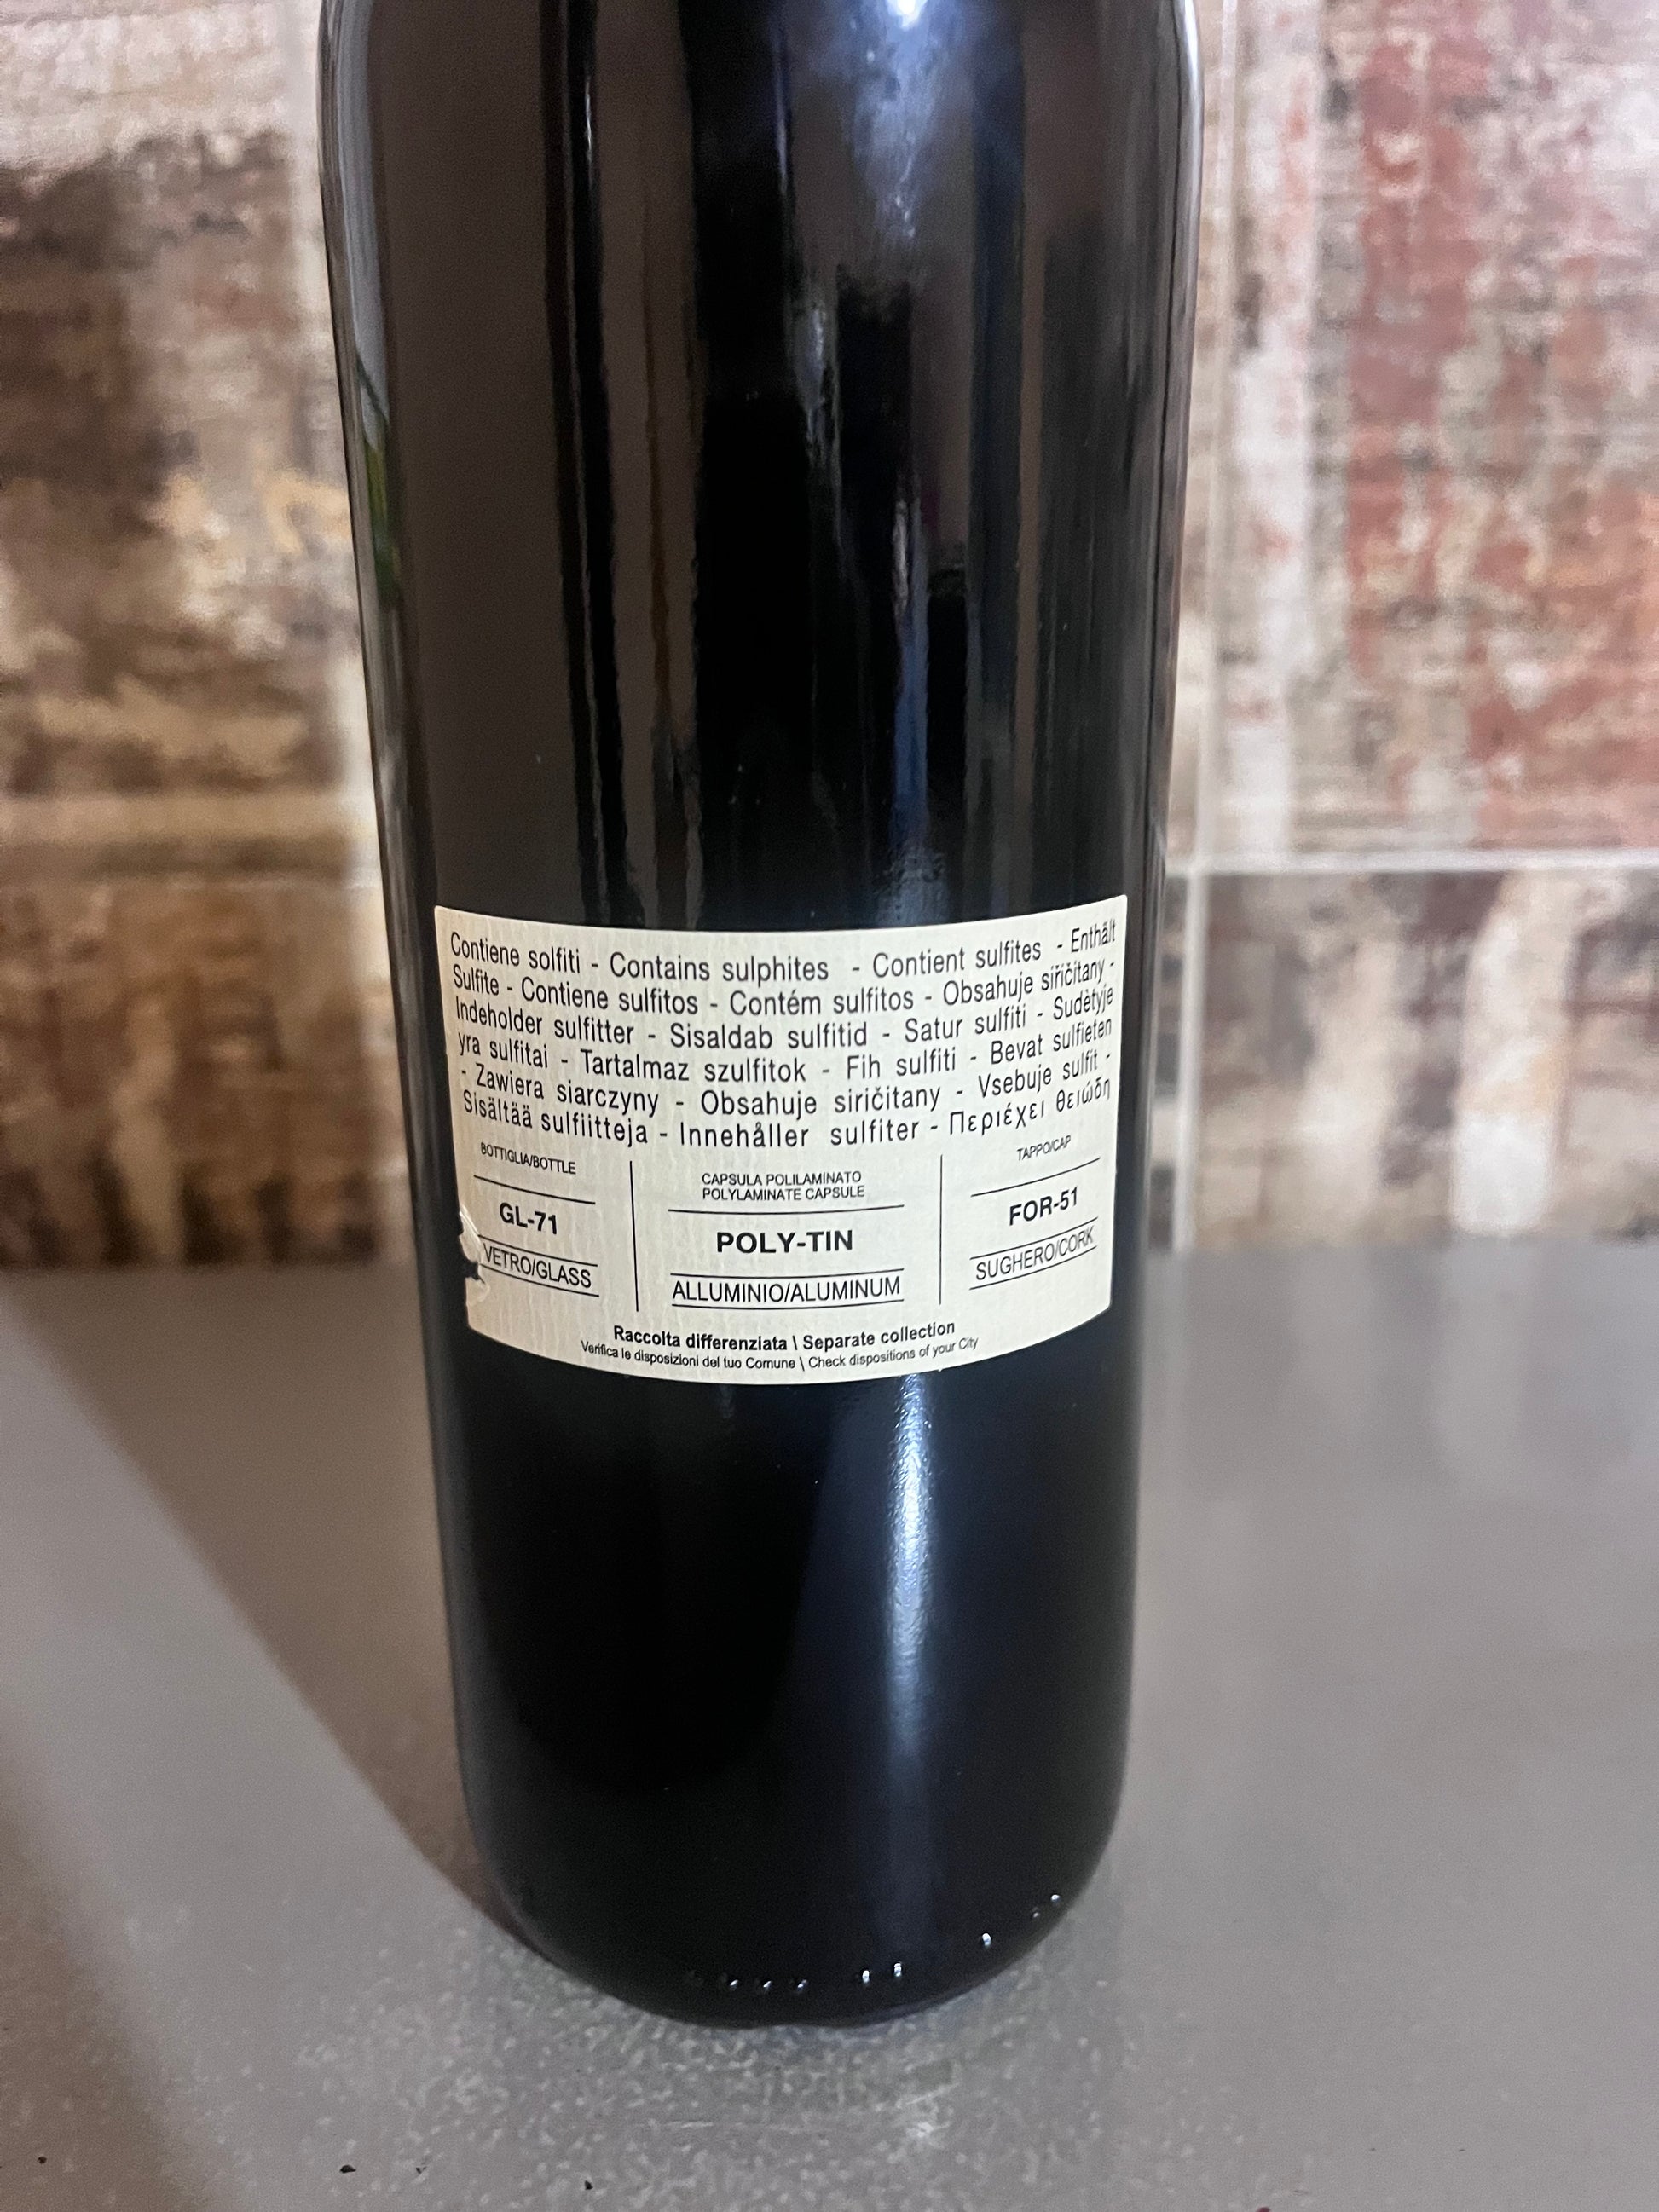 Contiene solfiti - Contains sulphites - Contient sulfites - Enthält
Sulfite - Contiene sulfitos - Contém sulfitos - Obsahuje siřičitany -
Indeholder sulfitter - Sisaldab sulfitid - Satur sulfiti - Sudètyje
yra sulfitai - Tartalmaz szulfitok - Fih sulfiti - Bevat sulfieten
- Zawiera siarczyny - Obsahuje siričitany - Vsebuje sulfit -
Sisältää sulfiitteja - Innehåller sulfiter - Περιέχει θειώδη
BOTTIGLIA/BOTTLE
GL-71
VETRO/GLASS
CAPSULA POLILAMINATO
POLYLAMINATE CAPSULE
POLY-TIN
ALLUMINIO/ALUMINUM
TAPPO/CAP
FOR-51
SUGHERO/CORK
Raccolta differenziata \ Separate collection
Verifica le disposizioni del tuo Comune \ Check dispositions of your City